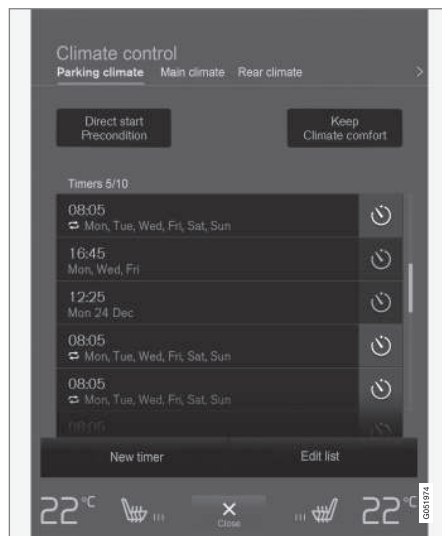 Climate control
Parking climate Main climate Rear climate
Direct start
Precondition
Keep
Climate comfort
Timers 5/10
08:05
Mon, Tue, Wed, Fri, Sat, Sun
16:45
Mon, Wed, Fri
12:25
Mon 24 Dec
08:05
Mon, Tue, Wed, Fri, Sat, Sun
08:05
Mon, Tue, Wed, Fri, Sat, Sun
08:05
New timer Edit list
22°C
Close
22°C
G051974